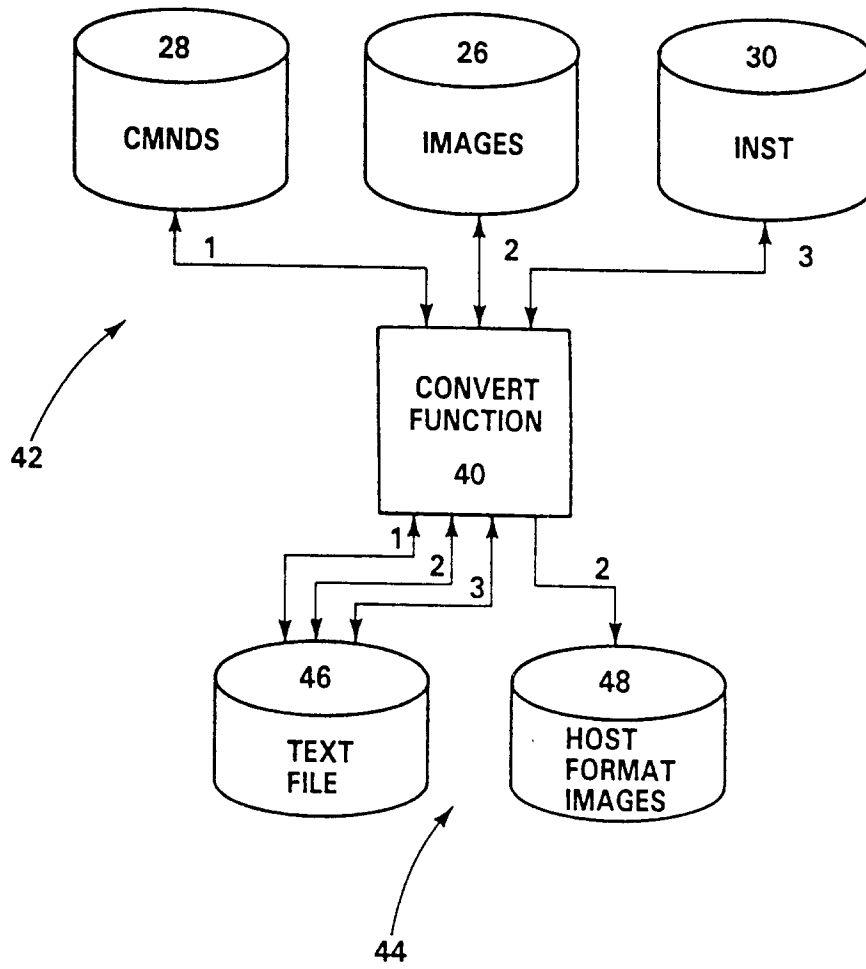 28
CMNDS
26
IMAGES
30
INST
1
2
3
42
CONVERT
FUNCTION
40
1
2
3
2
46
TEXT
FILE
48
HOST
FORMAT
IMAGES
44